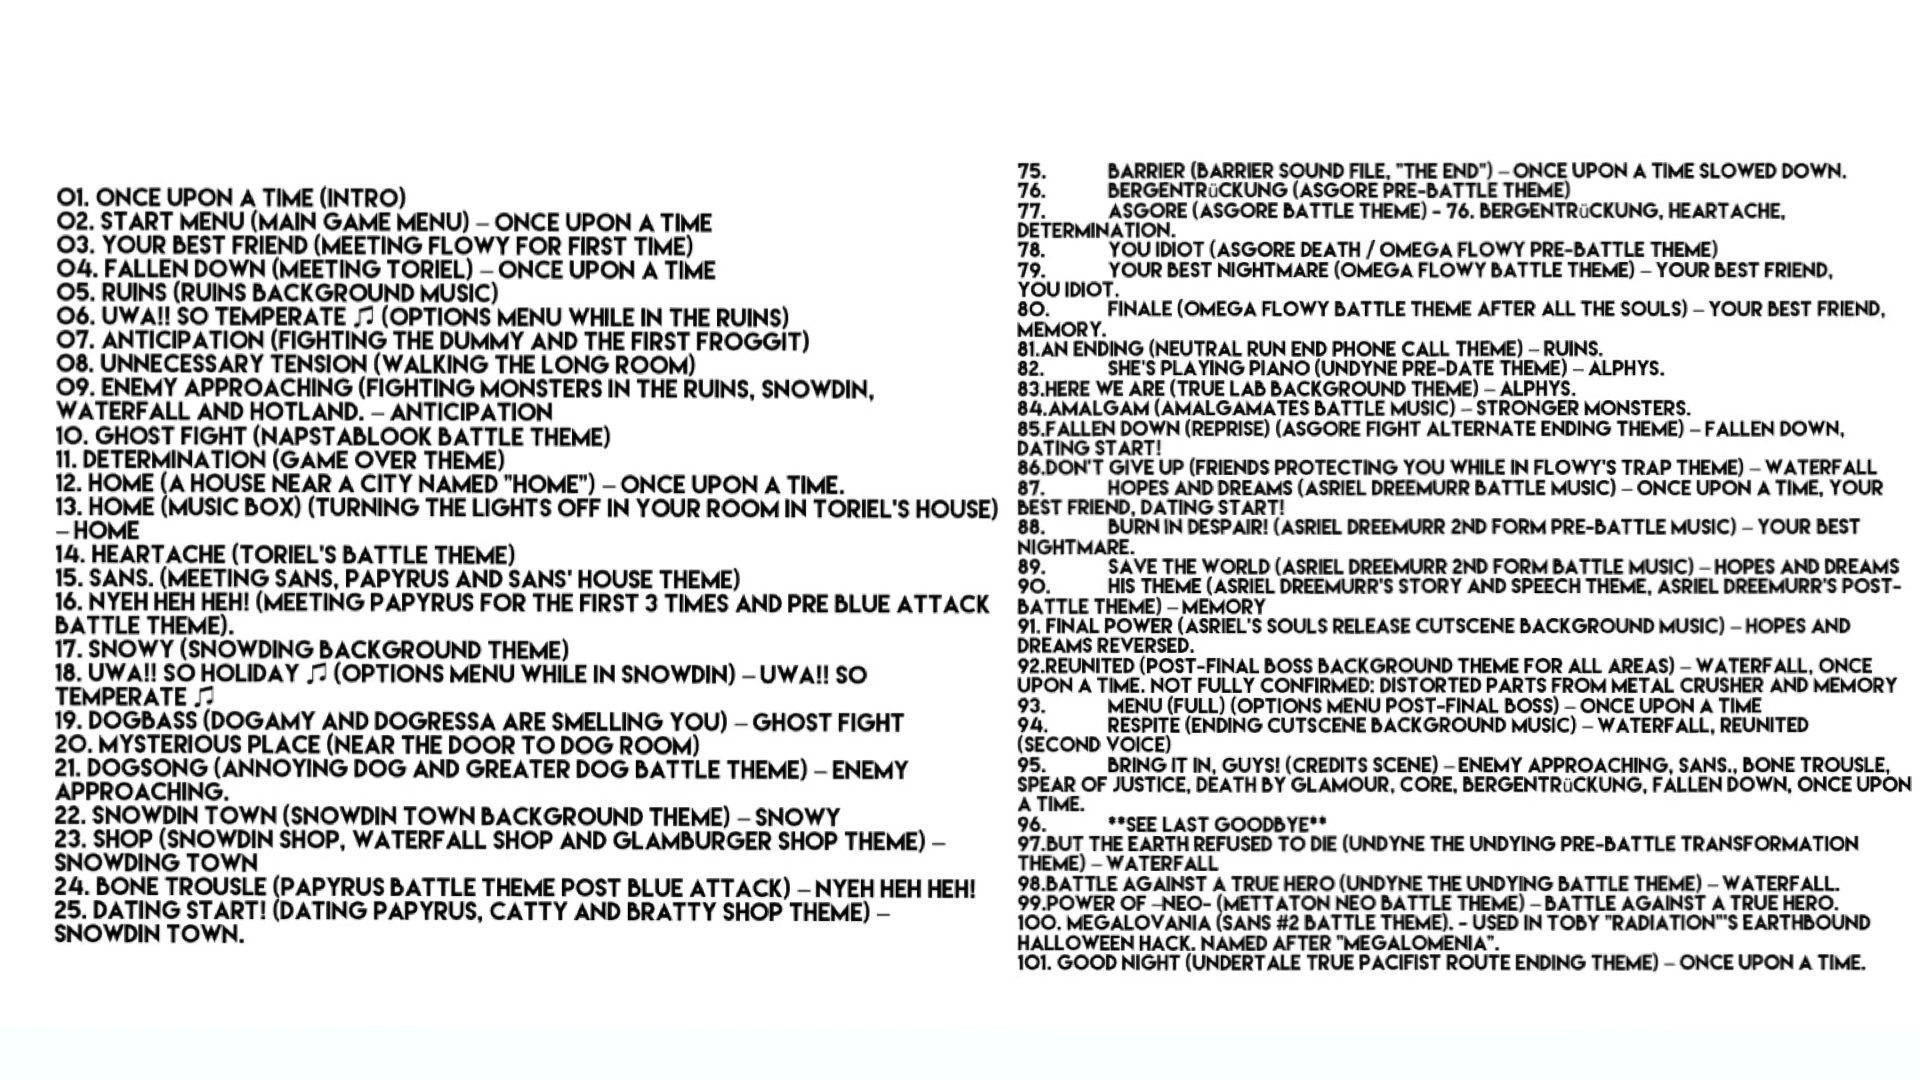 01. ONCE UPON A TIME (INTRO)
02. START MENU (MAIN GAME MENU) – ONCE UPON A TIME
03. YOUR BEST FRIEND (MEETING FLOWY FOR FIRST TIME)
04. FALLEN DOWN (MEETING TORIEL) – ONCE UPON A TIME
05. RUINS (RUINS BACKGROUND MUSIC)
06. UWA!! SO TEMPERATE ♫ (OPTIONS MENU WHILE IN THE RUINS)
07. ANTICIPATION (FIGHTING THE DUMMY AND THE FIRST FROGGIT)
08. UNNECESSARY TENSION (WALKING THE LONG ROOM)
09. ENEMY APPROACHING (FIGHTING MONSTERS IN THE RUINS, SNOWDIN,
WATERFALL AND HOTLAND. – ANTICIPATION
10. GHOST FIGHT (NAPSTABLOOK BATTLE THEME)
11. DETERMINATION (GAME OVER THEME)
12. HOME (A HOUSE NEAR A CITY NAMED "HOME") – ONCE UPON A TIME.
13. HOME (MUSIC BOX) (TURNING THE LIGHTS OFF IN YOUR ROOM IN TORIEL'S HOUSE)
– HOME
14. HEARTACHE (TORIEL'S BATTLE THEME)
15. SANS. (MEETING SANS, PAPYRUS AND SANS' HOUSE THEME)
16. NYEH HEH HEH! (MEETING PAPYRUS FOR THE FIRST 3 TIMES AND PRE BLUE ATTACK
BATTLE THEME).
17. SNOWY (SNOWDING BACKGROUND THEME)
18. UWA!! SO HOLIDAY ♫ (OPTIONS MENU WHILE IN SNOWDIN) – UWA!! SO
TEMPERATE ♫
19. DOGBASS (DOGAMY AND DOGRESSA ARE SMELLING YOU) – GHOST FIGHT
20. MYSTERIOUS PLACE (NEAR THE DOOR TO DOG ROOM)
21. DOGSONG (ANNOYING DOG AND GREATER DOG BATTLE THEME) – ENEMY
APPROACHING.
22. SNOWDIN TOWN (SNOWDIN TOWN BACKGROUND THEME) – SNOWY
23. SHOP (SNOWDIN SHOP, WATERFALL SHOP AND GLAMBURGER SHOP THEME) –
SNOWDING TOWN
24. BONE TROUSLE (PAPYRUS BATTLE THEME POST BLUE ATTACK) – NYEH HEH HEH!
25. DATING START! (DATING PAPYRUS, CATTY AND BRATTY SHOP THEME) –
SNOWDIN TOWN.
75. BARRIER (BARRIER SOUND FILE, "THE END") – ONCE UPON A TIME SLOWED DOWN.
76. BERGENTRüCKUNG (ASGORE PRE-BATTLE THEME)
77. ASGORE (ASGORE BATTLE THEME) - 76. BERGENTRüCKUNG, HEARTACHE,
DETERMINATION.
78. YOU IDIOT (ASGORE DEATH / OMEGA FLOWY PRE-BATTLE THEME)
79. YOUR BEST NIGHTMARE (OMEGA FLOWY BATTLE THEME) – YOUR BEST FRIEND,
YOU IDIOT.
80. FINALE (OMEGA FLOWY BATTLE THEME AFTER ALL THE SOULS) – YOUR BEST FRIEND,
MEMORY.
81.AN ENDING (NEUTRAL RUN END PHONE CALL THEME) – RUINS.
82. SHE'S PLAYING PIANO (UNDYNE PRE-DATE THEME) – ALPHYS.
83.HERE WE ARE (TRUE LAB BACKGROUND THEME) – ALPHYS.
84.AMALGAM (AMALGAMATES BATTLE MUSIC) – STRONGER MONSTERS.
85.FALLEN DOWN (REPRISE) (ASGORE FIGHT ALTERNATE ENDING THEME) – FALLEN DOWN,
DATING START!
86.DON'T GIVE UP (FRIENDS PROTECTING YOU WHILE IN FLOWY'S TRAP THEME) – WATERFALL
87. HOPES AND DREAMS (ASRIEL DREEMURR BATTLE MUSIC) – ONCE UPON A TIME, YOUR
BEST FRIEND, DATING START!
88. BURN IN DESPAIR! (ASRIEL DREEMURR 2ND FORM PRE-BATTLE MUSIC) – YOUR BEST
NIGHTMARE.
89. SAVE THE WORLD (ASRIEL DREEMURR 2ND FORM BATTLE MUSIC) – HOPES AND DREAMS
90. HIS THEME (ASRIEL DREEMURR'S STORY AND SPEECH THEME, ASRIEL DREEMURR'S POST-
BATTLE THEME) – MEMORY
91. FINAL POWER (ASRIEL'S SOULS RELEASE CUTSCENE BACKGROUND MUSIC) – HOPES AND
DREAMS REVERSED.
92.REUNITED (POST-FINAL BOSS BACKGROUND THEME FOR ALL AREAS) – WATERFALL, ONCE
UPON A TIME. NOT FULLY CONFIRMED: DISTORTED PARTS FROM METAL CRUSHER AND MEMORY
93. MENU (FULL) (OPTIONS MENU POST-FINAL BOSS) – ONCE UPON A TIME
94. RESPITE (ENDING CUTSCENE BACKGROUND MUSIC) – WATERFALL, REUNITED
(SECOND VOICE)
95. BRING IT IN, GUYS! (CREDITS SCENE) – ENEMY APPROACHING, SANS., BONE TROUSLE,
SPEAR OF JUSTICE, DEATH BY GLAMOUR, CORE, BERGENTRüCKUNG, FALLEN DOWN, ONCE UPON
A TIME.
96. **SEE LAST GOODBYE**
97.BUT THE EARTH REFUSED TO DIE (UNDYNE THE UNDYING PRE-BATTLE TRANSFORMATION
THEME) – WATERFALL
98.BATTLE AGAINST A TRUE HERO (UNDYNE THE UNDYING BATTLE THEME) – WATERFALL.
99.POWER OF –NEO- (METTATON NEO BATTLE THEME) – BATTLE AGAINST A TRUE HERO.
100. MEGALOVANIA (SANS #2 BATTLE THEME). - USED IN TOBY "RADIATION"'S EARTHBOUND
HALLOWEEN HACK. NAMED AFTER "MEGALOMENIA".
101. GOOD NIGHT (UNDERTALE TRUE PACIFIST ROUTE ENDING THEME) – ONCE UPON A TIME.